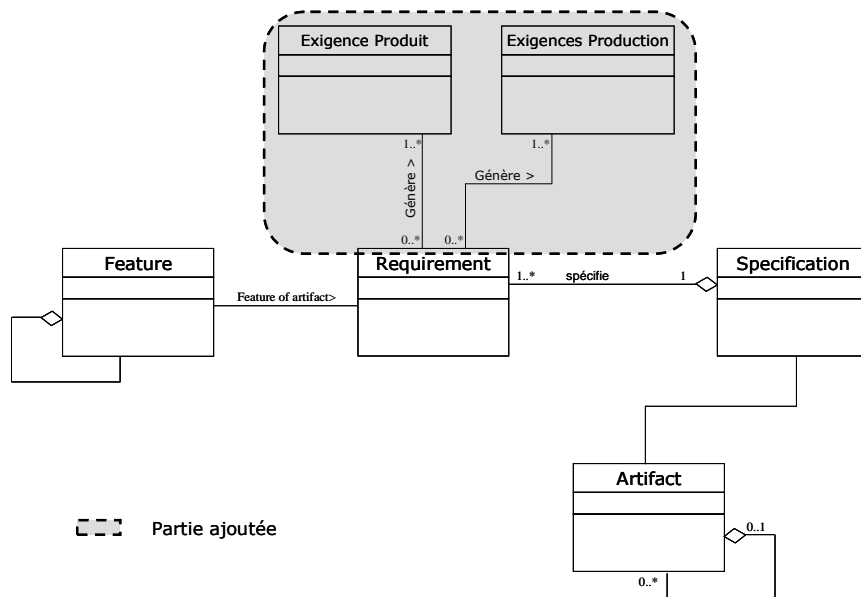 Exigence Produit
Exigences Production
1..*
1..*
Génère >
Génère >
0..*
0..*
Feature
Requirement
Specification
1..*
spécifie
1
Feature of artifact>
Artifact
0..1
Partie ajoutée
0..*